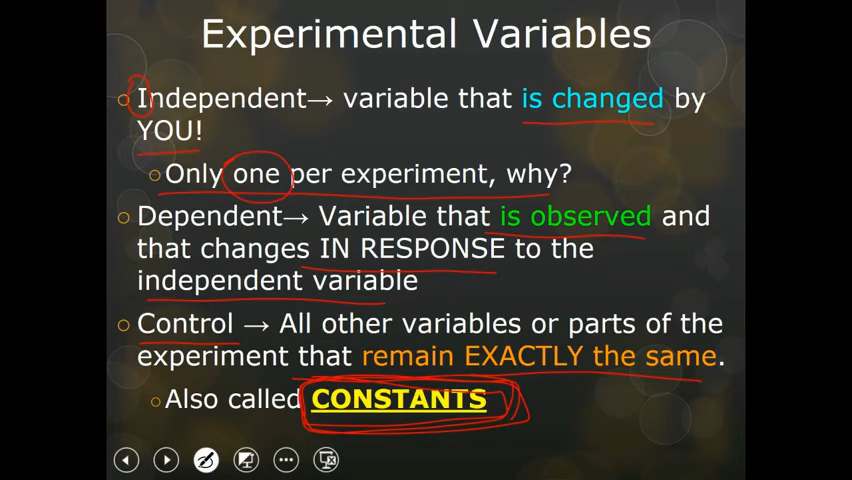 Experimental Variables
Independent→ variable that is changed by
YOU!
Only one per experiment, why?
Dependent→ Variable that is observed and
that changes IN RESPONSE to the
independent variable
Control → All other variables or parts of the
experiment that remain EXACTLY the same.
Also called CONSTANTS